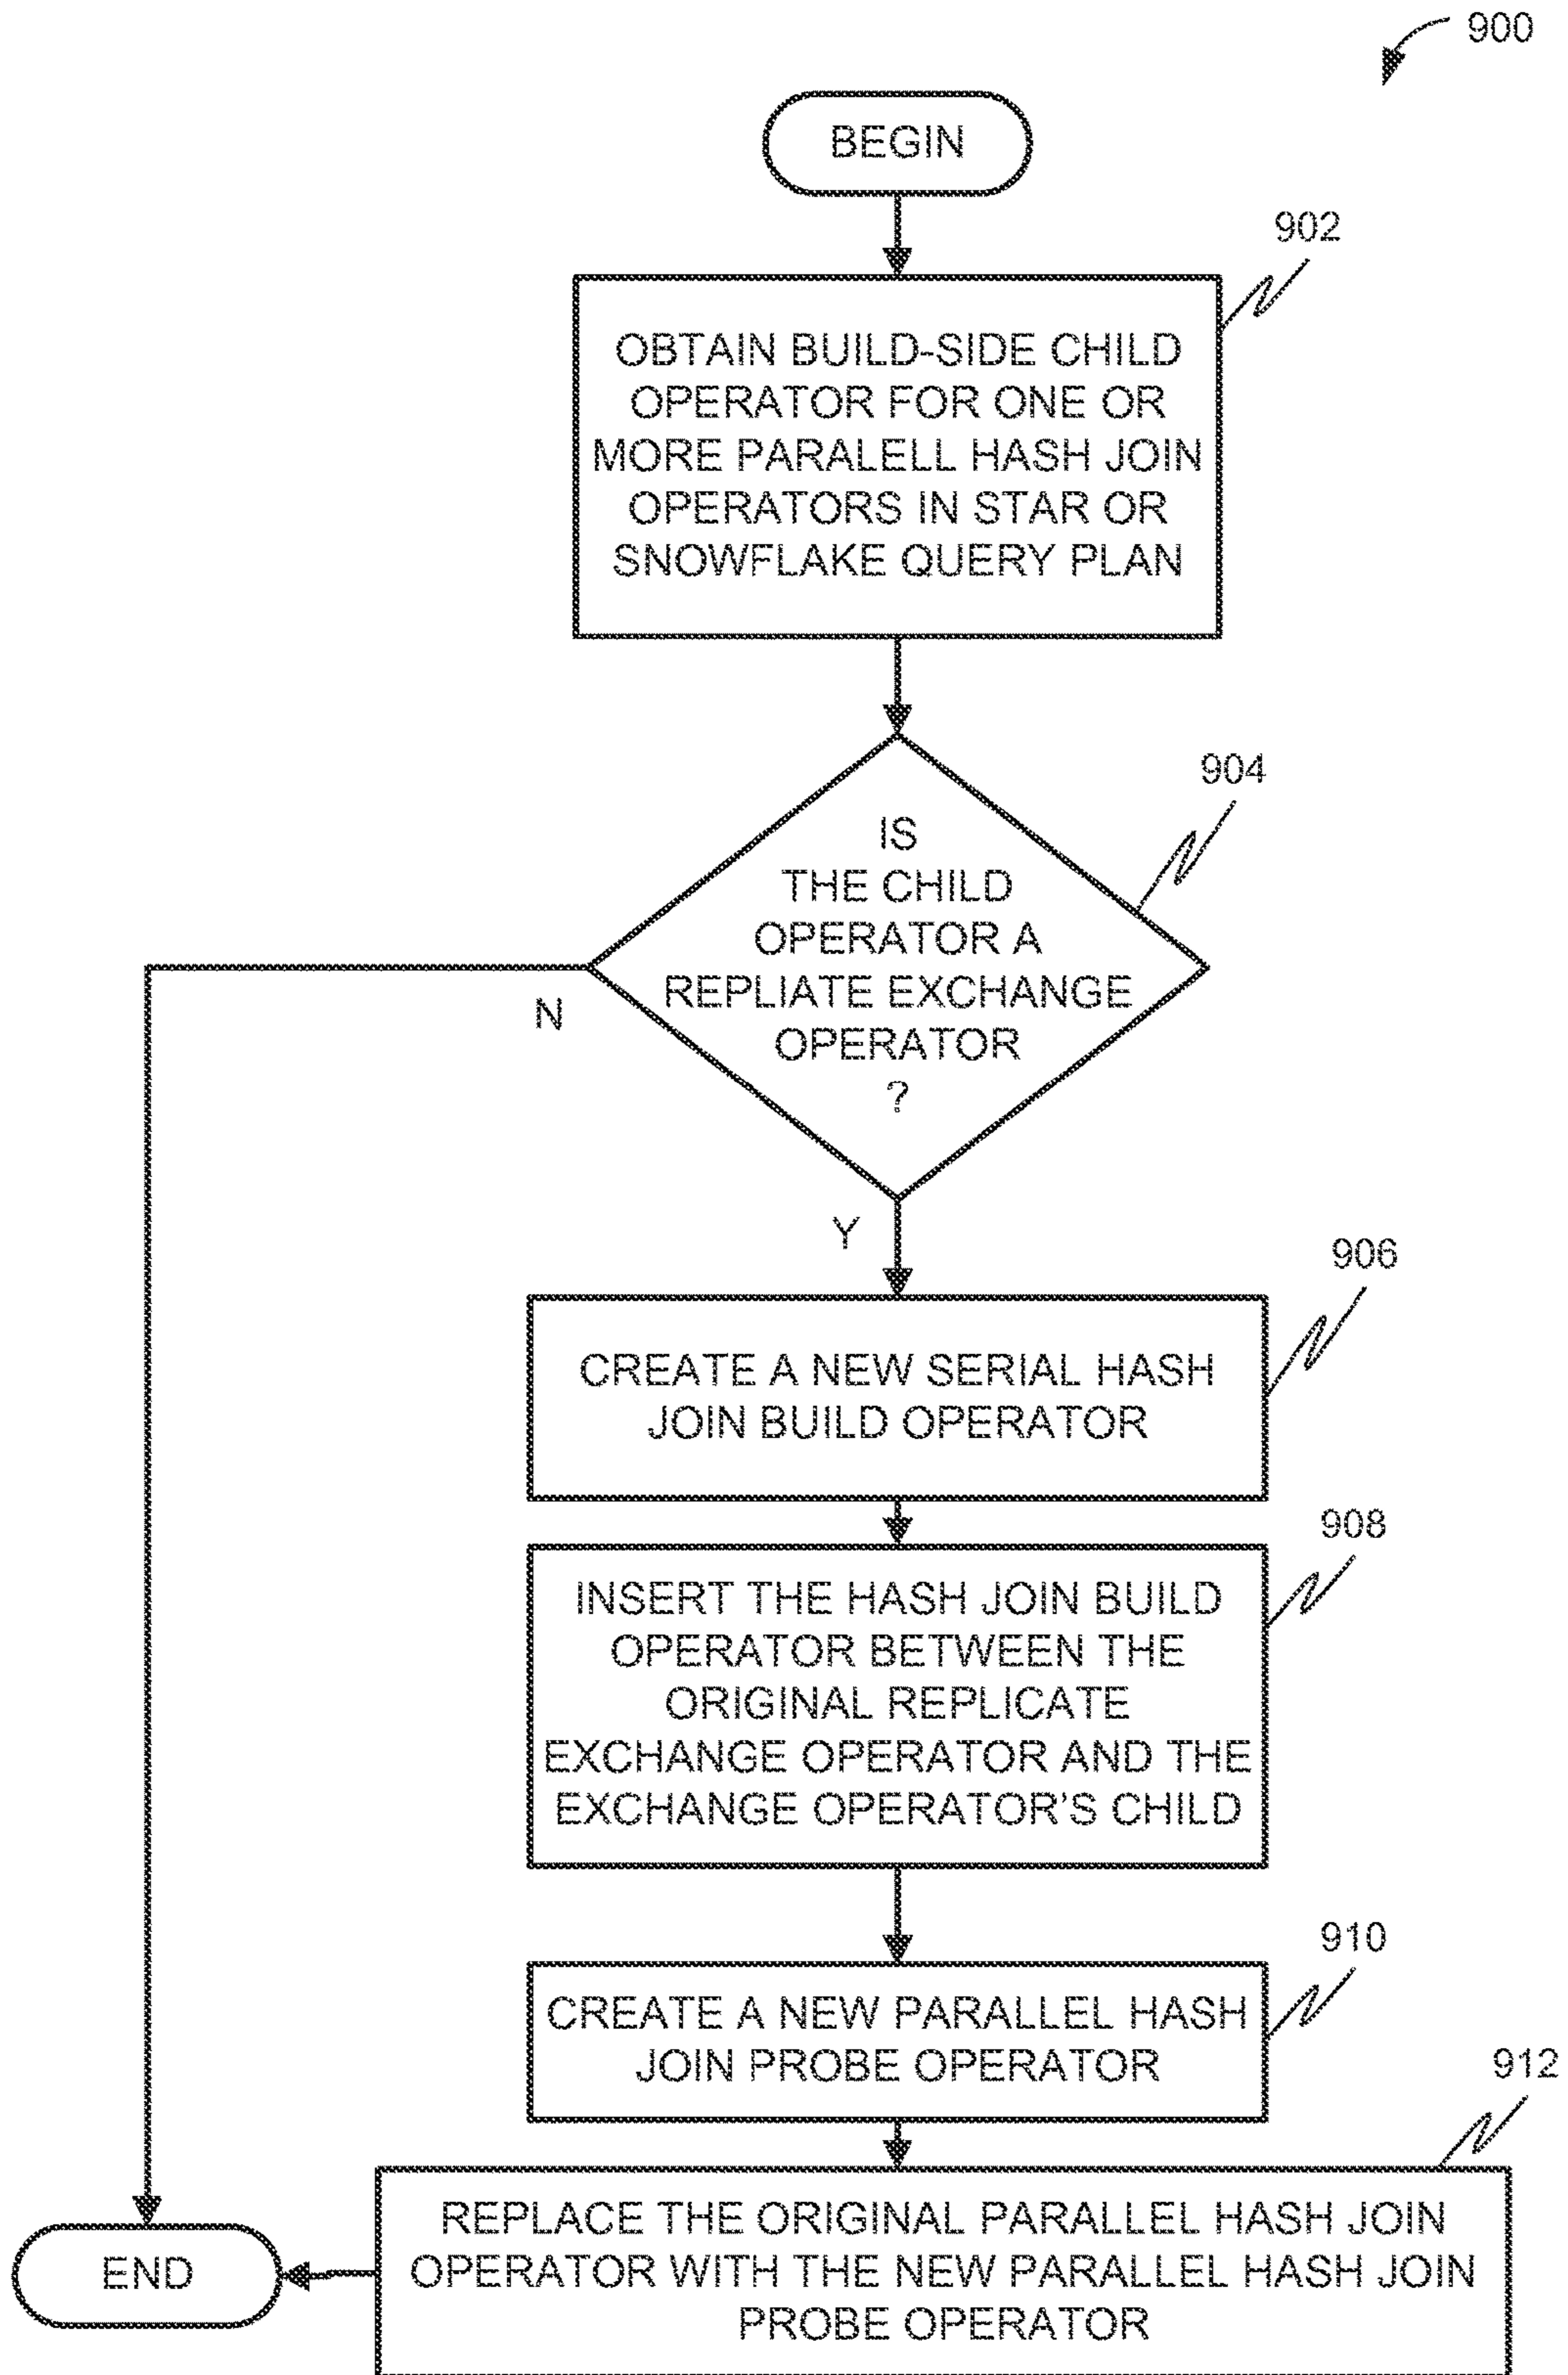 900
BEGIN
902
OBTAIN BUILD-SIDE CHILD
OPERATOR FOR ONE OR
MORE PARALELL HASH JOIN
OPERATORS IN STAR OR
SNOWFLAKE QUERY PLAN
904
IS
THE CHILD
OPERATOR A
REPLIATE EXCHANGE
OPERATOR
?
N
Y
906
CREATE A NEW SERIAL HASH
JOIN BUILD OPERATOR
908
INSERT THE HASH JOIN BUILD
OPERATOR BETWEEN THE
ORIGINAL REPLICATE
EXCHANGE OPERATOR AND THE
EXCHANGE OPERATOR'S CHILD
910
CREATE A NEW PARALLEL HASH
JOIN PROBE OPERATOR
912
REPLACE THE ORIGINAL PARALLEL HASH JOIN
OPERATOR WITH THE NEW PARALLEL HASH JOIN
PROBE OPERATOR
END